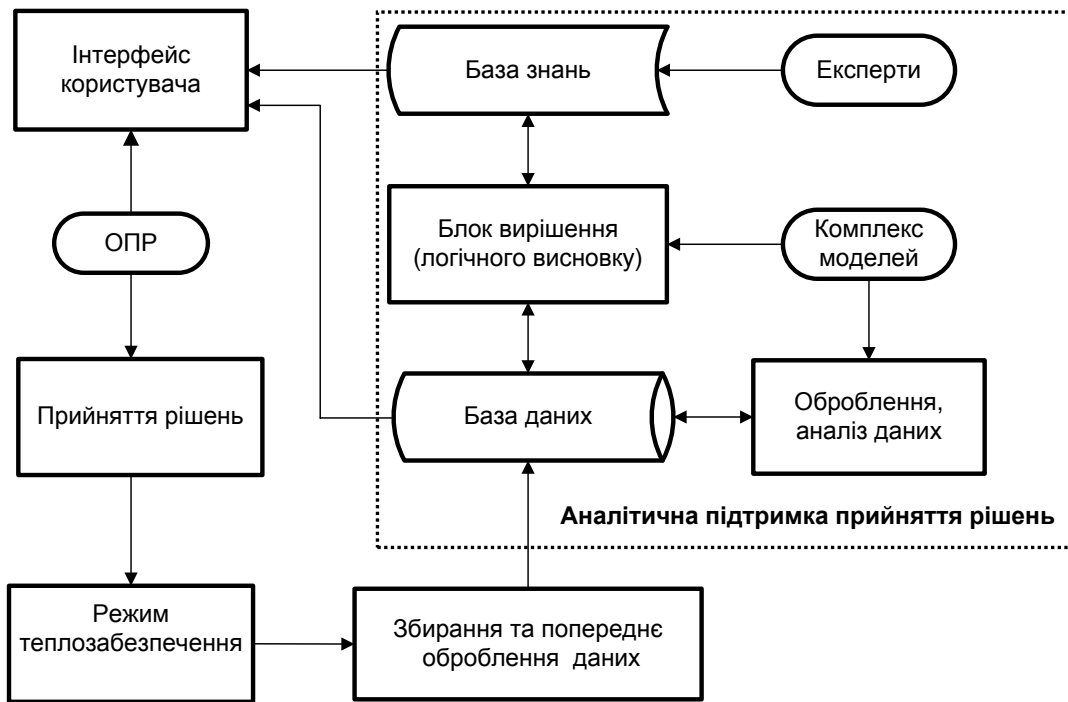 Інтерфейс
користувача
База знань
Експерти
ОПР
Блок вирішення
(логічного висновку)
Комплекс
моделей
Прийняття рішень
База даних
Оброблення,
аналіз даних
Аналітична підтримка прийняття рішень
Режим
теплозабезпечення
Збирання та попереднє
оброблення даних